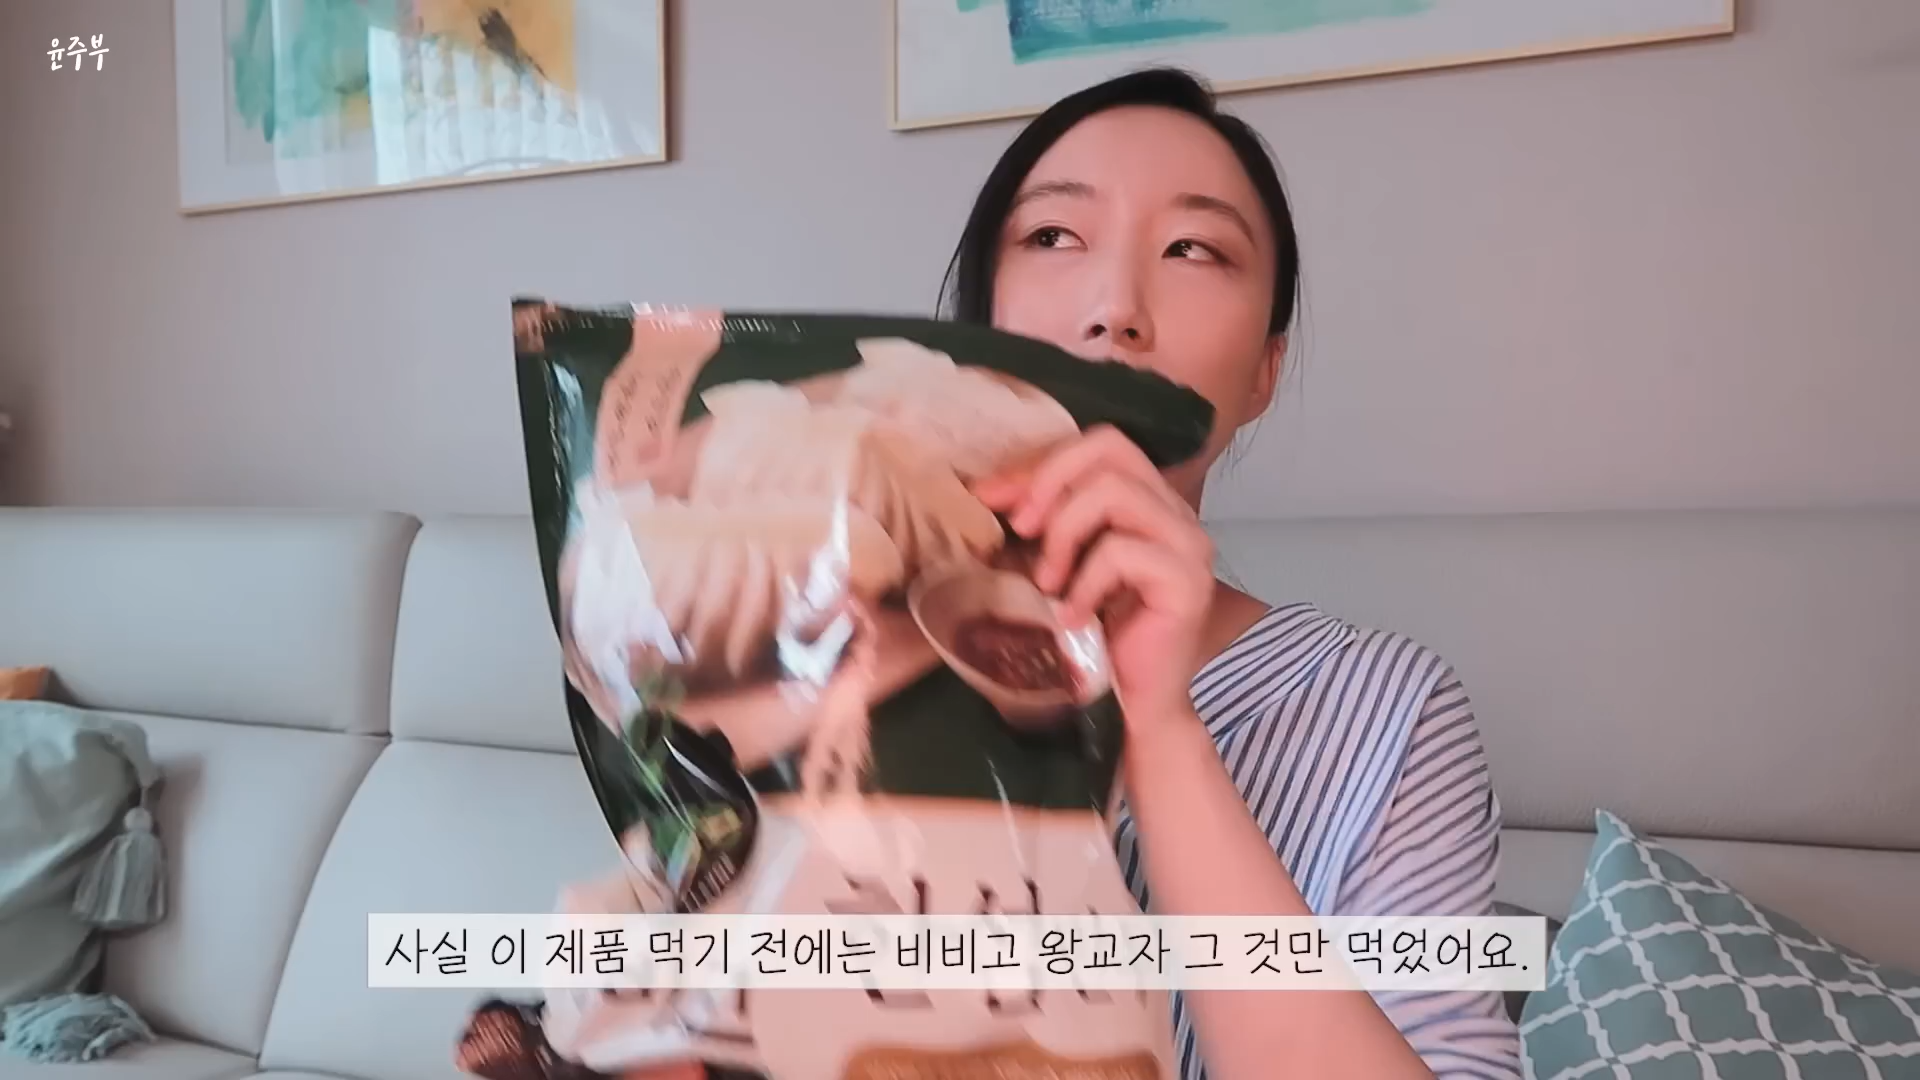 윤주부
사실 이 제품 먹기 전에는 비비고 왕교자 그 것만 먹었어요.